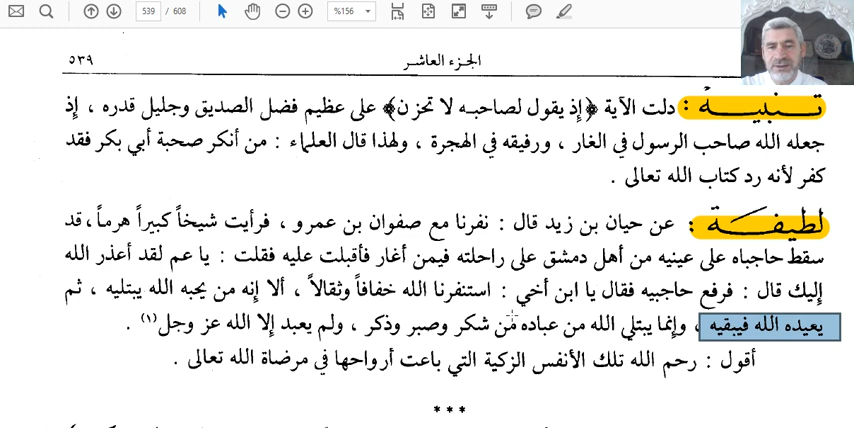 539 / 608
%156
الجزء العاشر
٥٣٩
تنبيه : دلت الآية ﴿إذ يقول لصاحبه لا تحزن﴾ على عظيم فضل الصديق وجليل قدره ، إذ
جعله الله صاحب الرسول في الغار ، ورفيقه في الهجرة ، ولهذا قال العلماء : من أنكر صحبة أبي بكر فقد
كفر لأنه رد كتاب الله تعالى .
لطيفة : عن حيان بن زيد قال : نفرنا مع صفوان بن عمرو ، فرأيت شيخاً كبيراً هرماً ، قد
سقط حاجباه على عينيه من أهل دمشق على راحلته فيمن أغار فأقبلت عليه فقلت : يا عم لقد أعذر الله
إليك قال : فرفع حاجبيه فقال يا ابن أخي : استنفرنا الله خفافاً وثقالاً ، ألا إنه من يحبه الله يبتليه ، ثم
يعيده الله فيبقيه ، وإنما يبتلي الله من عباده من شكر وصبر وذكر ، ولم يعبد إلا الله عز وجل(١) .
أقول : رحم الله تلك الأنفس الزكية التي باعت أرواحها في مرضاة الله تعالى .
***